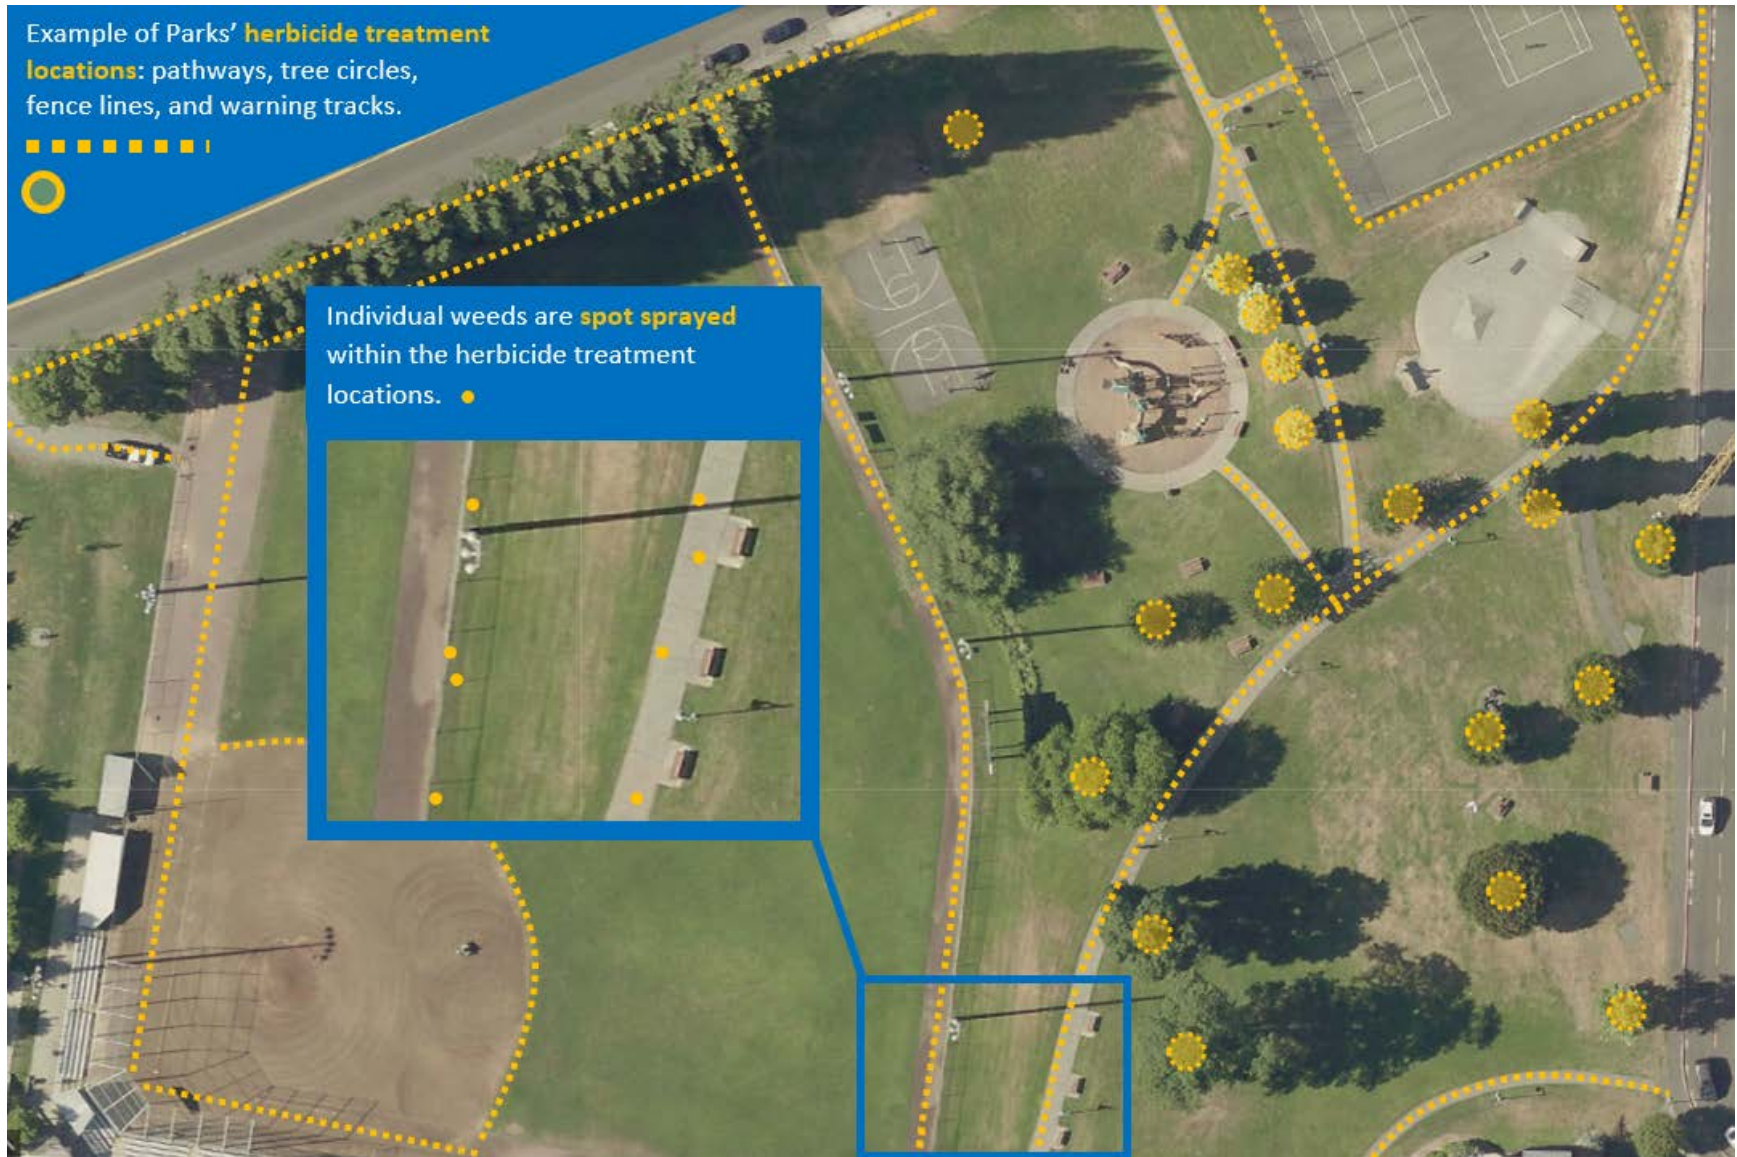 Example of Parks’ herbicide treatment
locations: pathways, tree circles,
fence lines, and warning tracks.
Individual weeds are spot sprayed
within the herbicide treatment
locations.